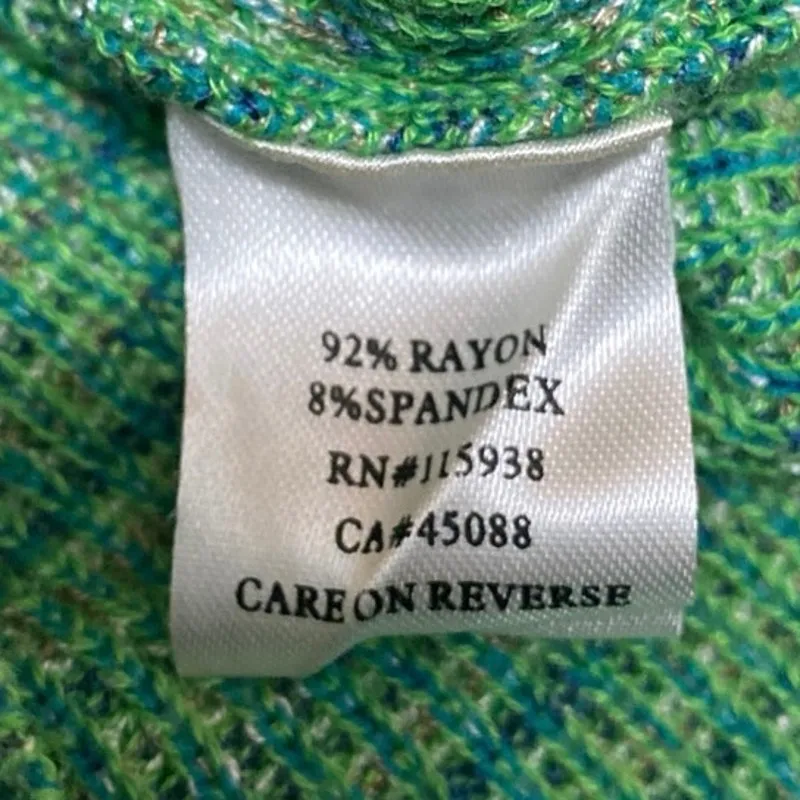 92% RAYON
8%SPANDEX
RN#115938
CA#45088
CARE ON REVERSE